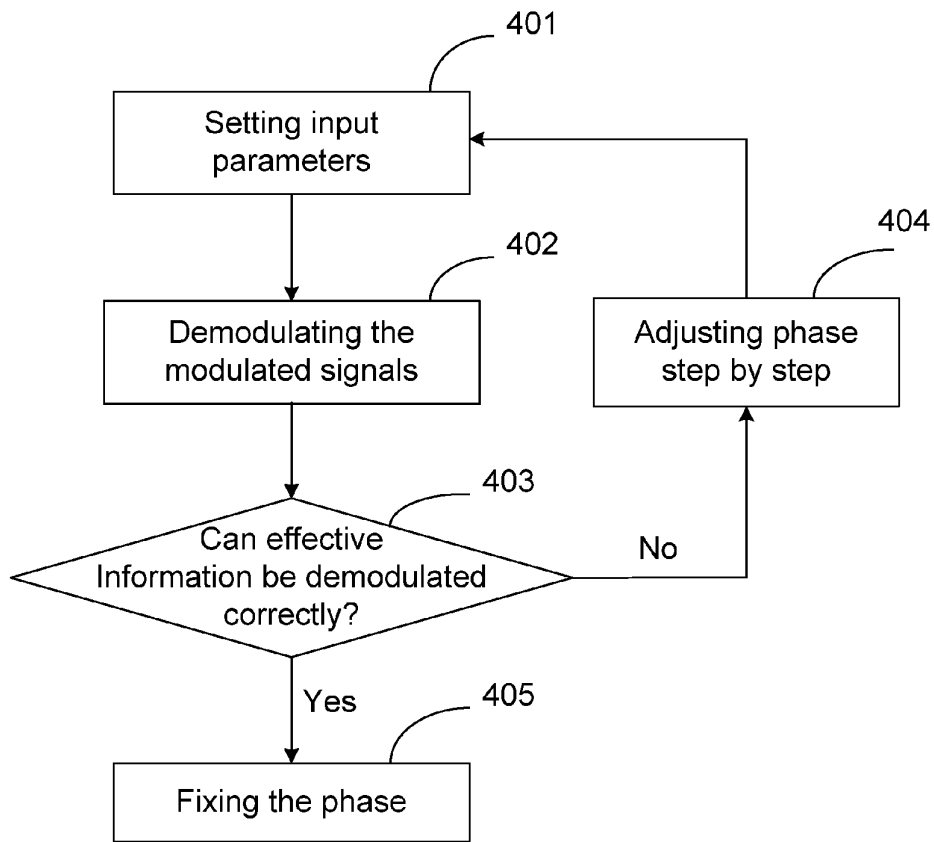 401
Setting input
parameters
404
402
Demodulating the
modulated signals
Adjusting phase
step by step
403
Can effective
Information be demodulated
correctly?
No
Yes
405
Fixing the phase